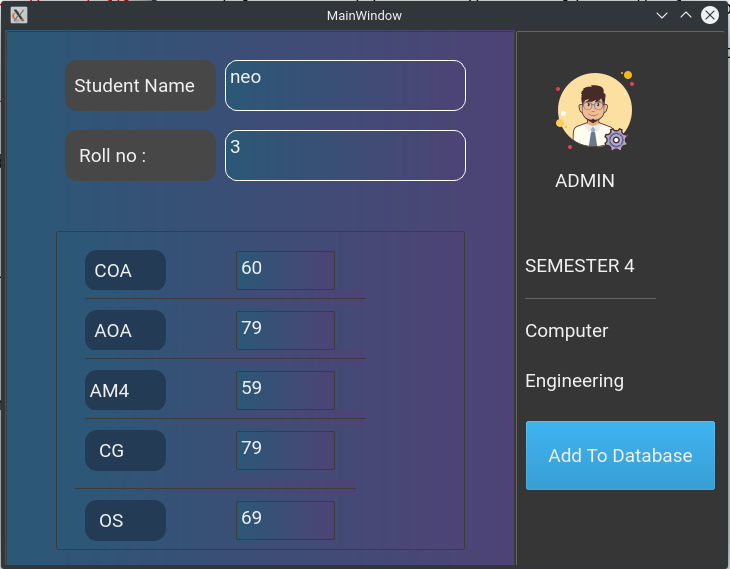 MainWindow
Student Name
neo
Roll no :
3
COA
60
AOA
79
AM4
59
CG
79
OS
69
ADMIN
SEMESTER 4
Computer
Engineering
Add To Database